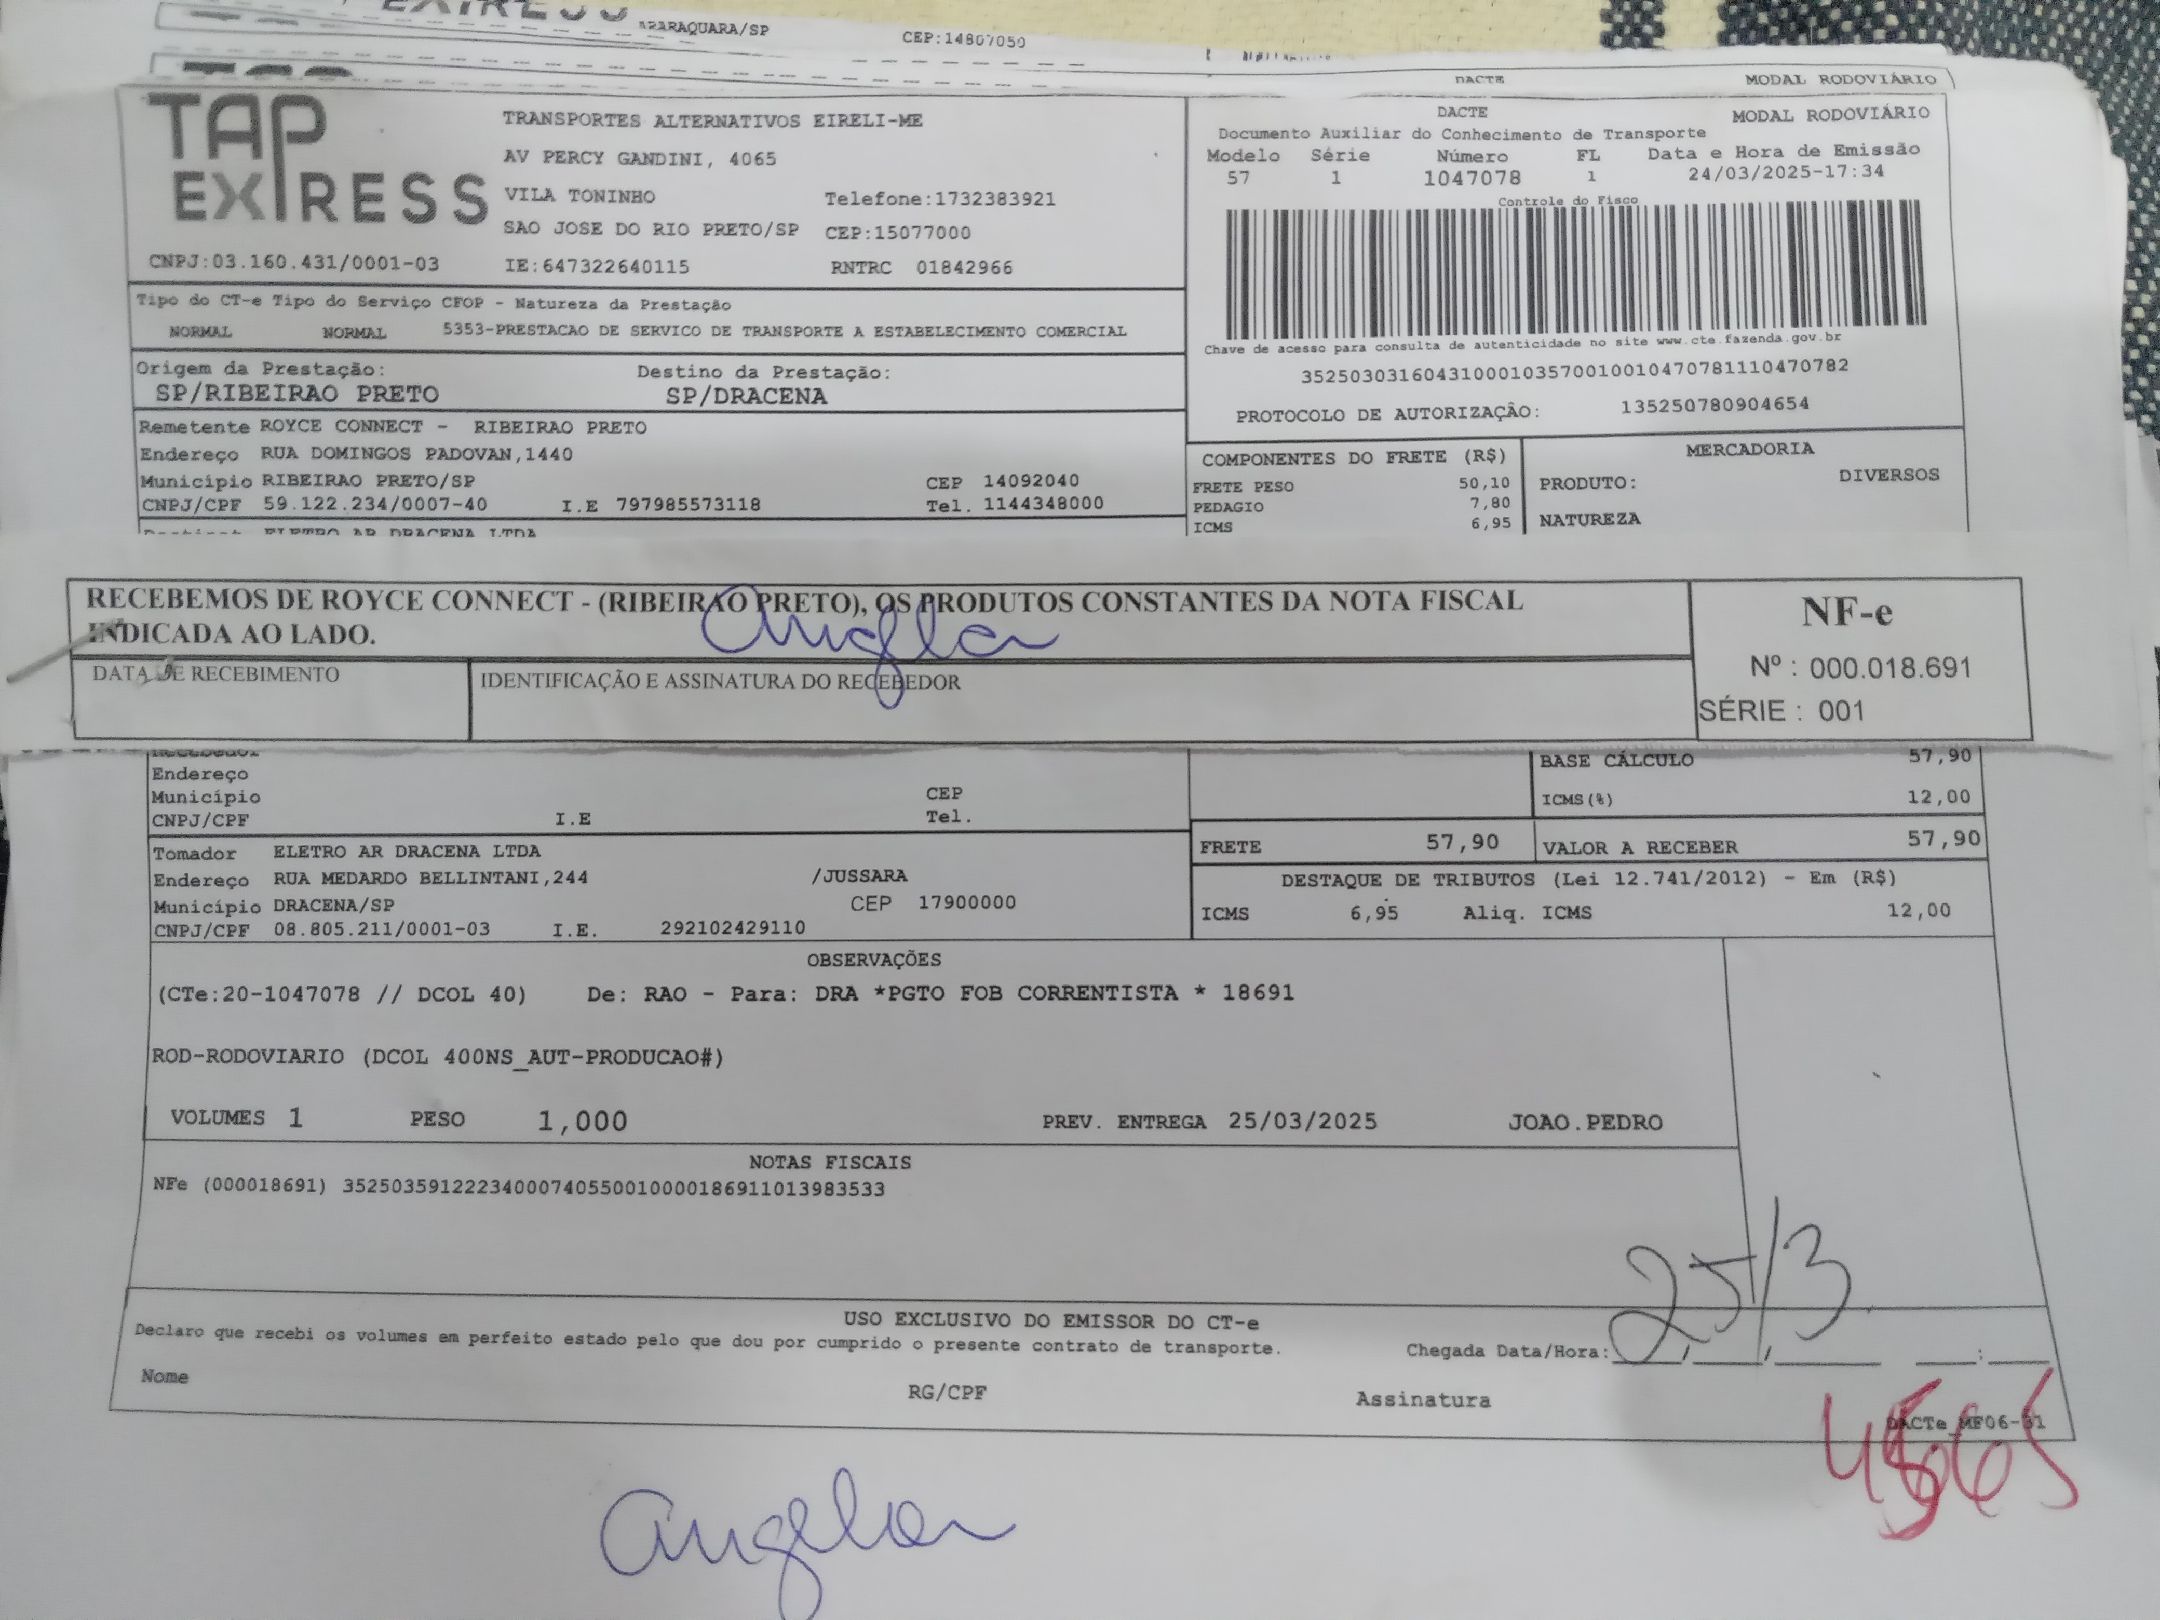 ARARAQUARA/SP CEP:14807050
DACTE MODAL RODOVIÁRIO
TAP EXPRESS
TRANSPORTES ALTERNATIVOS EIRELI-ME
AV PERCY GANDINI, 4065
VILA TONINHO Telefone:1732383921
SAO JOSE DO RIO PRETO/SP CEP:15077000
CNPJ:03.160.431/0001-03 IE:647322640115 RNTRC 01842966
DACTE MODAL RODOVIÁRIO
Documento Auxiliar do Conhecimento de Transporte
Modelo Série Número FL Data e Hora de Emissão
57 1 1047078 1 24/03/2025-17:34
Controle do Fisco
Chave de acesso para consulta de autenticidade no site www.cte.fazenda.gov.br
35250303160431000103570010010470781110470782
PROTOCOLO DE AUTORIZAÇÃO: 135250780904654
Tipo do CT-e Tipo do Serviço CFOP - Natureza da Prestação
NORMAL NORMAL 5353-PRESTACAO DE SERVICO DE TRANSPORTE A ESTABELECIMENTO COMERCIAL
Origem da Prestação: Destino da Prestação:
SP/RIBEIRAO PRETO SP/DRACENA
Remetente ROYCE CONNECT - RIBEIRAO PRETO
Endereço RUA DOMINGOS PADOVAN,1440
Município RIBEIRAO PRETO/SP CEP 14092040
CNPJ/CPF 59.122.234/0007-40 I.E 797985573118 Tel. 1144348000
COMPONENTES DO FRETE (R$)
FRETE PESO 50,10
PEDAGIO 7,80
ICMS 6,95
MERCADORIA
PRODUTO: DIVERSOS
NATUREZA
ELETRO AR DRACENA LTDA
RECEBEMOS DE ROYCE CONNECT - (RIBEIRAO PRETO), OS PRODUTOS CONSTANTES DA NOTA FISCAL
INDICADA AO LADO.
Angela
DATA DE RECEBIMENTO IDENTIFICAÇÃO E ASSINATURA DO RECEBEDOR
NF-e
Nº : 000.018.691
SÉRIE : 001
Recebedor
Endereço
Município CEP
CNPJ/CPF I.E Tel.
BASE CÁLCULO 57,90
ICMS(%) 12,00
FRETE 57,90 VALOR A RECEBER 57,90
Tomador ELETRO AR DRACENA LTDA
Endereço RUA MEDARDO BELLINTANI,244 /JUSSARA
Município DRACENA/SP CEP 17900000
CNPJ/CPF 08.805.211/0001-03 I.E. 292102429110
DESTAQUE DE TRIBUTOS (Lei 12.741/2012) - Em (R$)
ICMS 6,95 Aliq. ICMS 12,00
OBSERVAÇÕES
(CTe:20-1047078 // DCOL 40) De: RAO - Para: DRA *PGTO FOB CORRENTISTA * 18691
ROD-RODOVIARIO (DCOL 400NS_AUT-PRODUCAO#)
VOLUMES 1 PESO 1,000 PREV. ENTREGA 25/03/2025 JOAO.PEDRO
NOTAS FISCAIS
NFe (000018691) 35250359122234000740550010000186911013983533
25/3
USO EXCLUSIVO DO EMISSOR DO CT-e
Declaro que recebi os volumes em perfeito estado pelo que dou por cumprido o presente contrato de transporte.
Chegada Data/Hora:
Nome RG/CPF Assinatura
DACTe_MF06-31
Angela